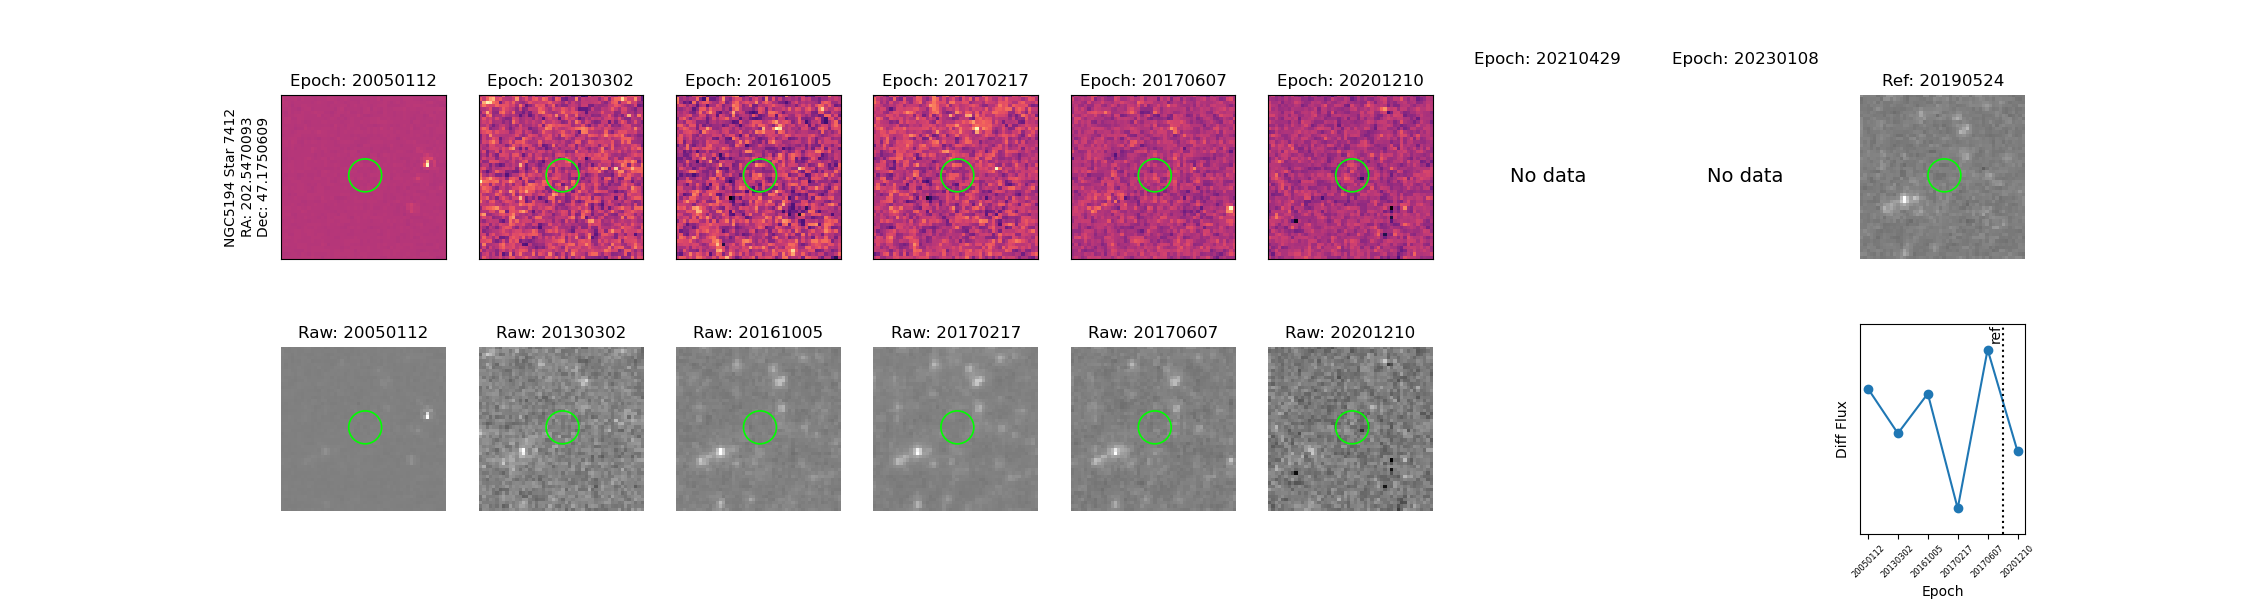 Epoch: 20050112
Epoch: 20130302
Epoch: 20161005
Epoch: 20170217
Epoch: 20170607
Epoch: 20201210
Epoch: 20210429
Epoch: 20230108
Ref: 20190524
NGC5194 Star 7412
RA: 202.5470093
Dec: 47.1750609
No data
No data
Raw: 20050112
Raw: 20130302
Raw: 20161005
Raw: 20170217
Raw: 20170607
Raw: 20201210
ref
Diff Flux
20050112
20130302
20161005
20170217
20170607
20201210
Epoch